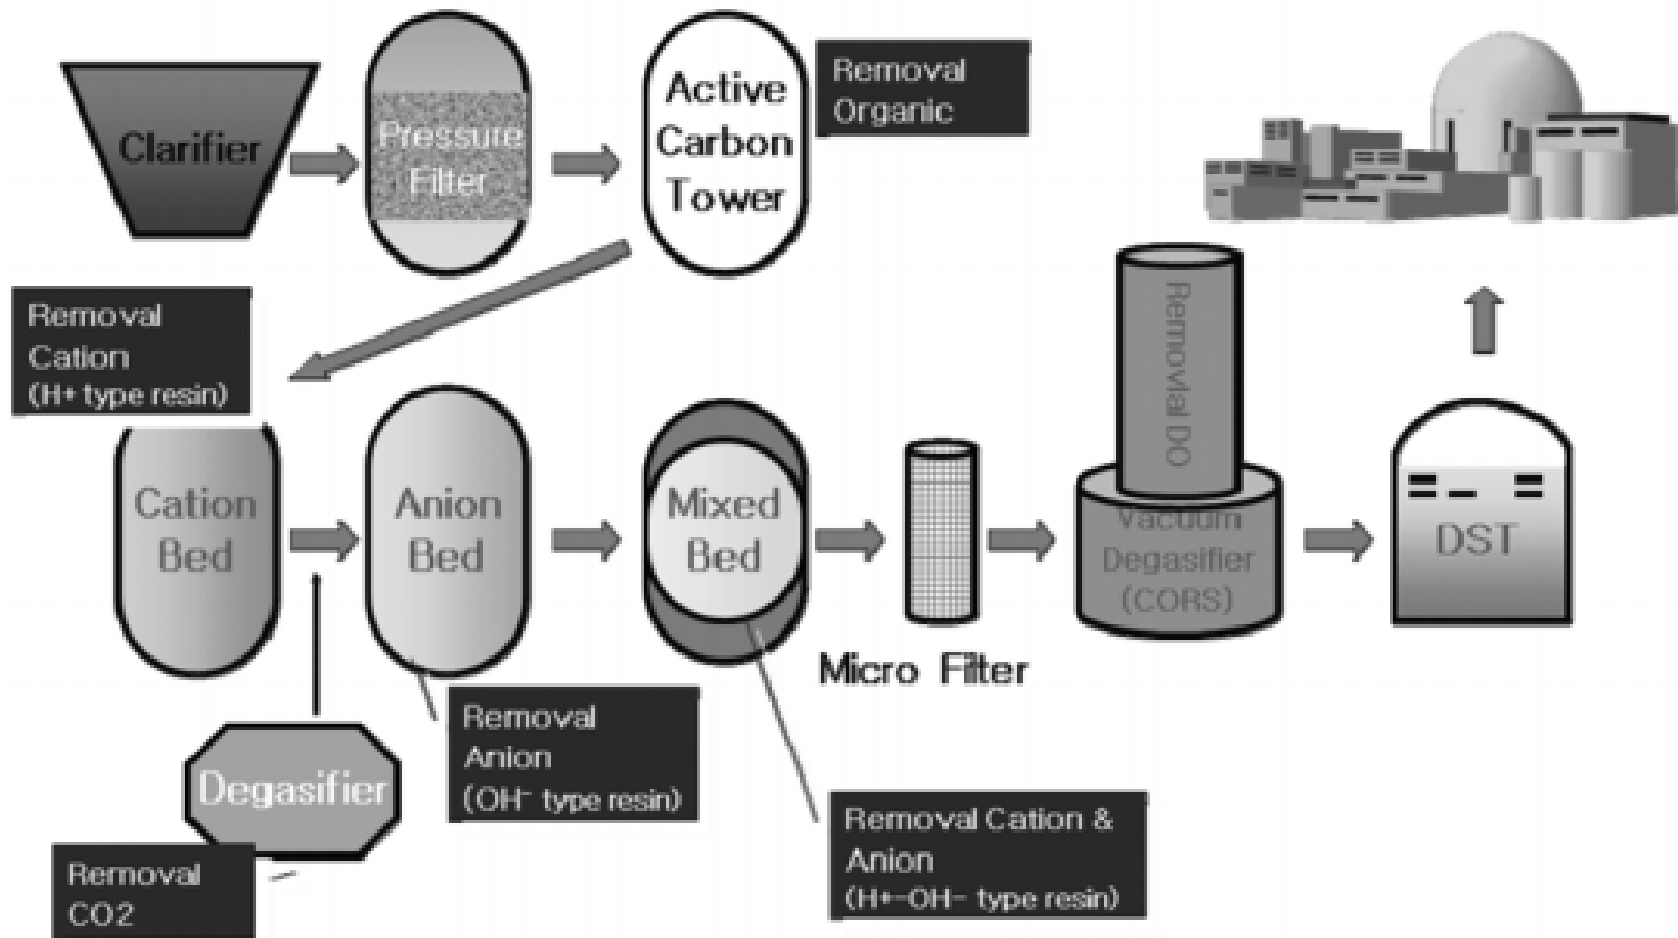 Clarifier
Pressure
Filter
Active
Carbon
Tower
Removal
Organic
Removal
Cation
(H+ type resin)
Cation
Bed
Anion
Bed
Mixed
Bed
Micro Filter
Removial DO
Vacuum
Degasifier
(CORS)
DST
Degasifier
Removal
CO2
Removal
Anion
(OH⁻ type resin)
Removal Cation &
Anion
(H+-OH- type resin)